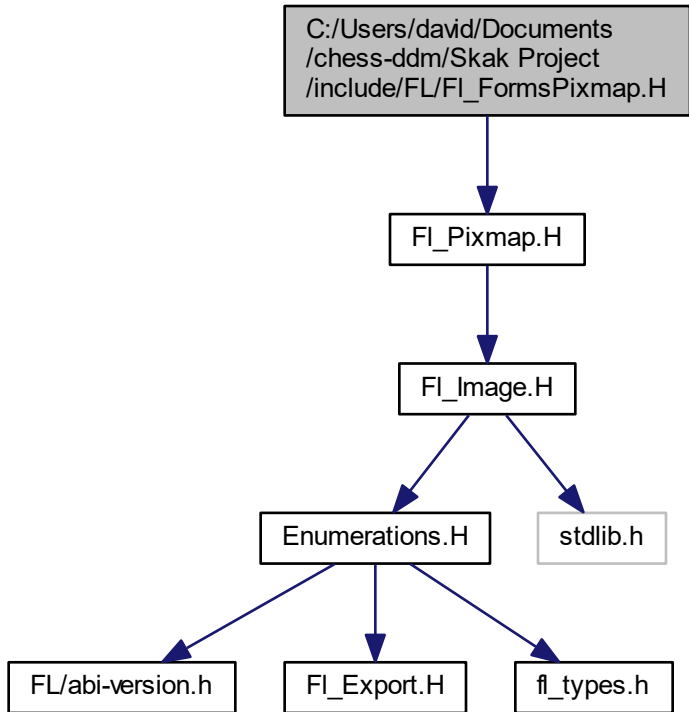 C:/Users/david/Documents
/chess-ddm/Skak Project
/include/FL/Fl_FormsPixmap.H
Fl_Pixmap.H
Fl_Image.H
Enumerations.H
stdlib.h
FL/abi-version.h
Fl_Export.H
fl_types.h